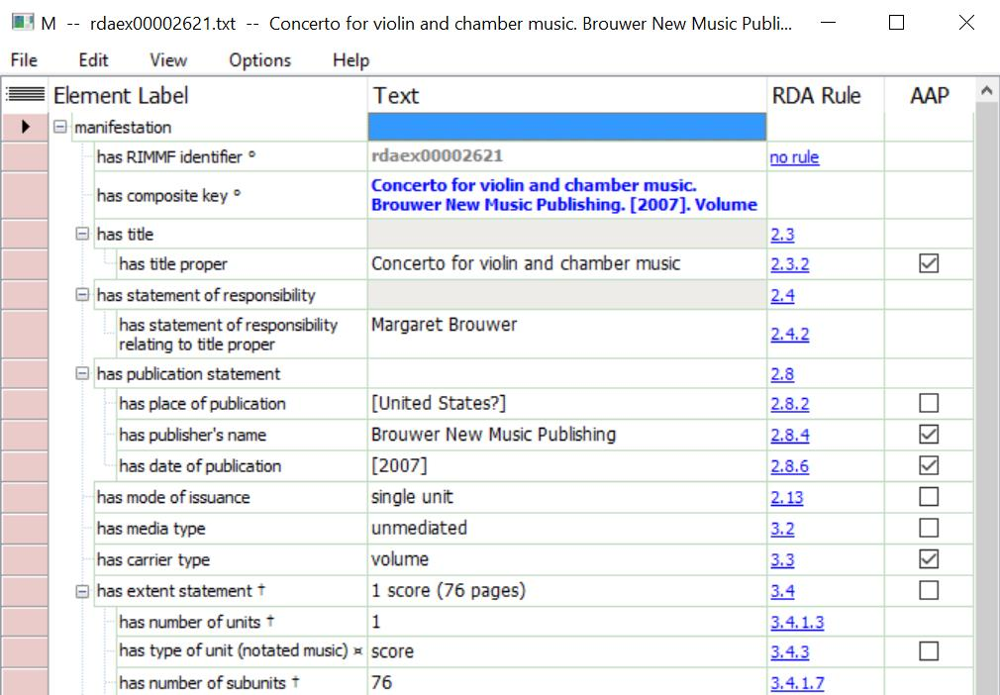 M -- rdaex00002621.txt -- Concerto for violin and chamber music. Brouwer New Music Publi...
File Edit View Options Help
Element Label Text RDA Rule AAP
manifestation
has RIMMF identifier º rdaex00002621 no rule
has composite key º Concerto for violin and chamber music.
Brouwer New Music Publishing. [2007]. Volume
has title 2.3
has title proper Concerto for violin and chamber music 2.3.2
has statement of responsibility 2.4
has statement of responsibility Margaret Brouwer
relating to title proper 2.4.2
has publication statement 2.8
has place of publication [United States?] 2.8.2
has publisher's name Brouwer New Music Publishing 2.8.4
has date of publication [2007] 2.8.6
has mode of issuance single unit 2.13
has media type unmediated 3.2
has carrier type volume 3.3
has extent statement † 1 score (76 pages) 3.4
has number of units † 1 3.4.1.3
has type of unit (notated music) ¤ score 3.4.3
has number of subunits † 76 3.4.1.7